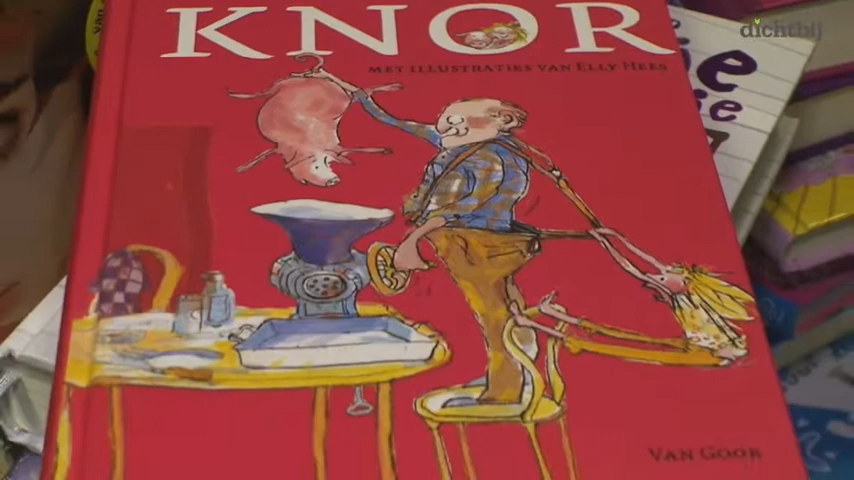 KNOR
MET ILLUSTRATIES VAN ELLY HEES
dichtbij
VAN GOOR